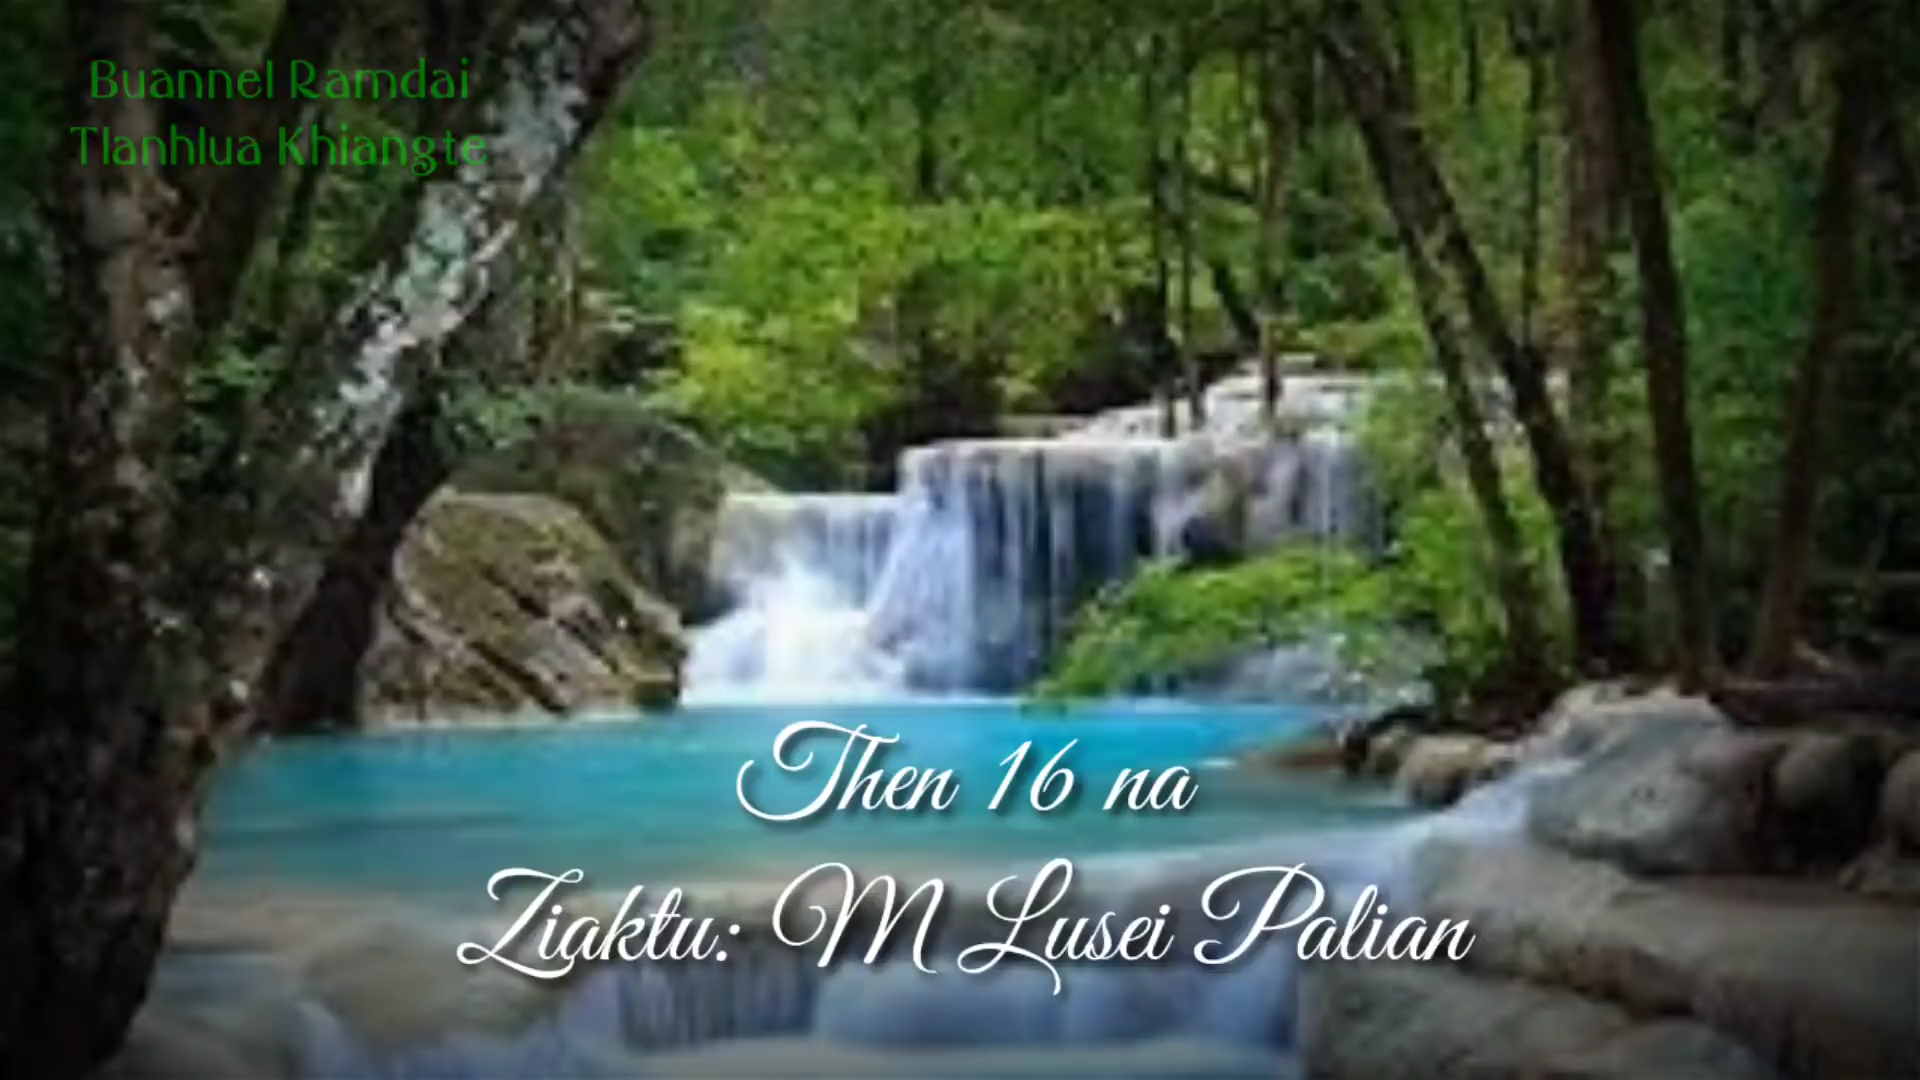 Buannel Ramdai
Tlanhlua Khiangte
Then 16 na
Ziaktu: M Lusei Palian